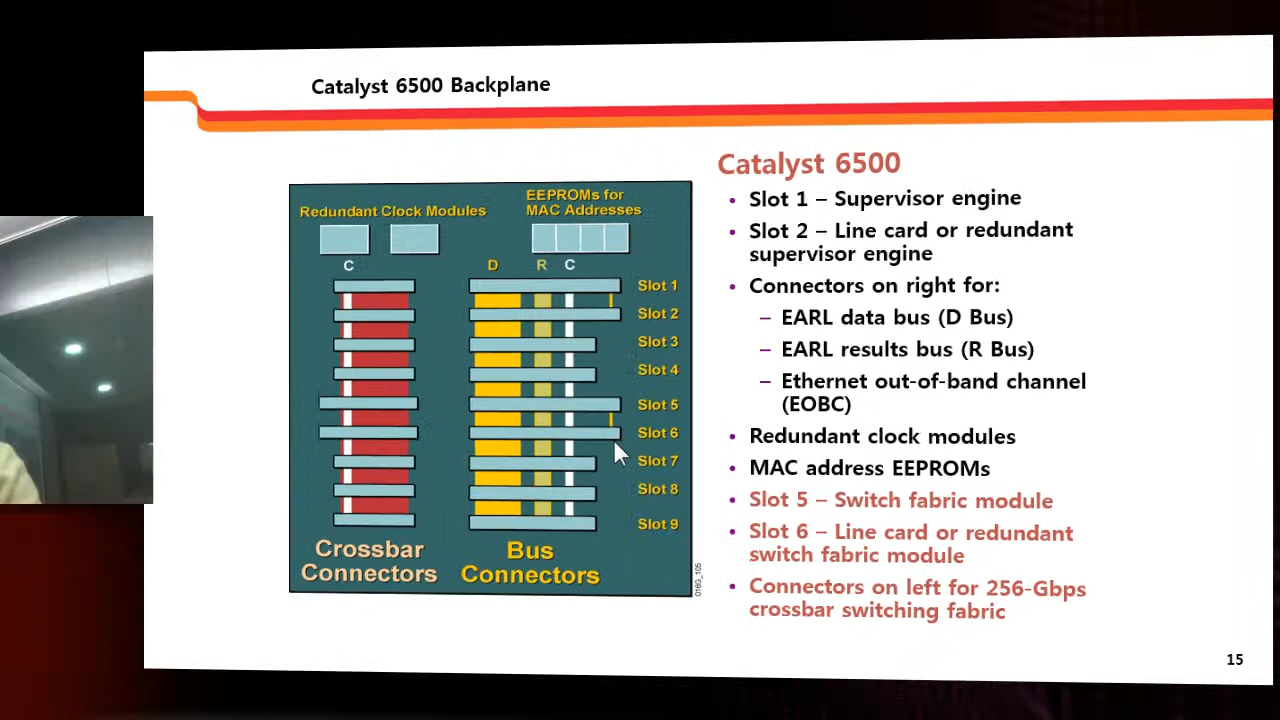 Catalyst 6500 Backplane
Redundant Clock Modules
EEPROMs for
MAC Addresses
C
D
R
C
Slot 1
Slot 2
Slot 3
Slot 4
Slot 5
Slot 6
Slot 7
Slot 8
Slot 9
Crossbar
Connectors
Bus
Connectors
016G_105
Catalyst 6500
• Slot 1 – Supervisor engine
• Slot 2 – Line card or redundant
supervisor engine
• Connectors on right for:
– EARL data bus (D Bus)
– EARL results bus (R Bus)
– Ethernet out-of-band channel
(EOBC)
• Redundant clock modules
• MAC address EEPROMs
• Slot 5 – Switch fabric module
• Slot 6 – Line card or redundant
switch fabric module
• Connectors on left for 256-Gbps
crossbar switching fabric
15